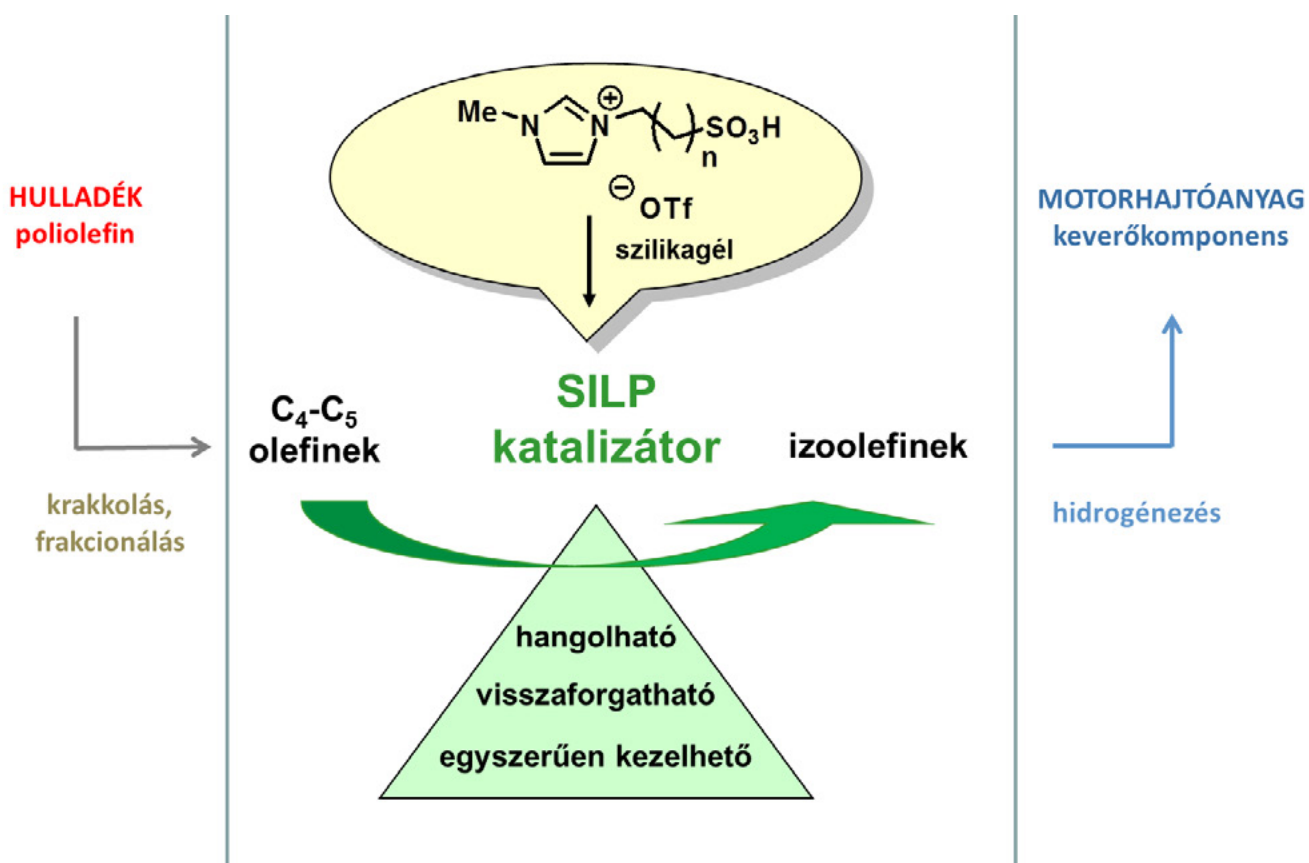 HULLADÉK
poliolefin
krakkolás,
frakcionálás
Me
N
N
⊕
SO₃H
n
⊖
OTf
szilikagél
C₄-C₅
olefinek
SILP
katalizátor
izoolefinek
hangolható
visszaforgatható
egyszerűen kezelhető
MOTORHAJTÓANYAG
keverőkomponens
hidrogénezés